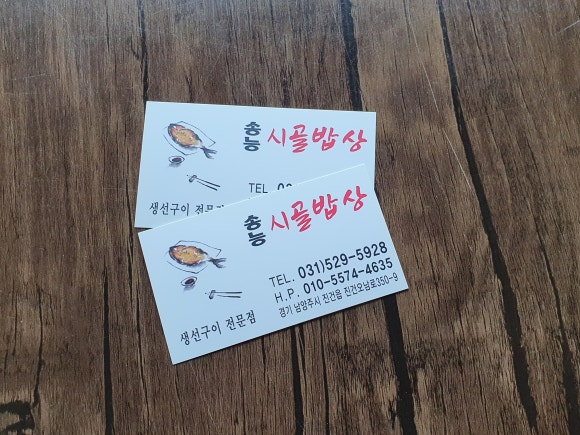 송능 시골밥상
TEL. 03
생선구이 전문점
송능 시골밥상
TEL. 031)529-5928
H.P. 010-5574-4635
경기 남양주시 진건읍 진건오남로350-9
생선구이 전문점